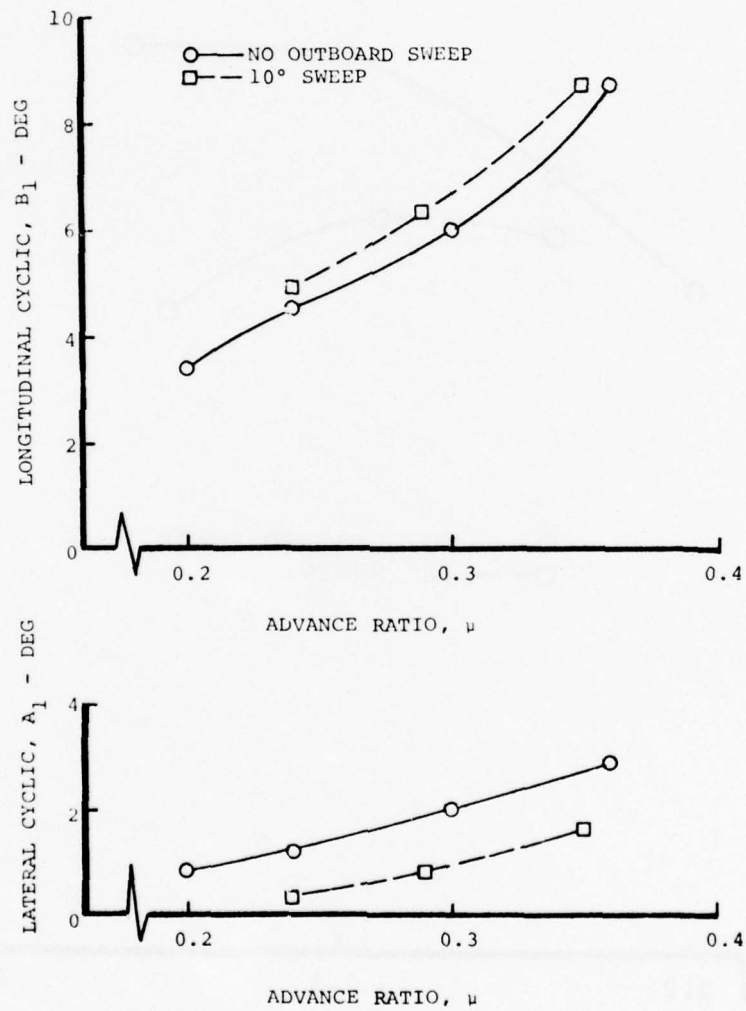 10
NO OUTBOARD SWEEP
10° SWEEP
8
6
4
2
0
LONGITUDINAL CYCLIC, B1 - DEG
0.2 0.3 0.4
ADVANCE RATIO, μ
4
2
0
LATERAL CYCLIC, A1 - DEG
0.2 0.3 0.4
ADVANCE RATIO, μ